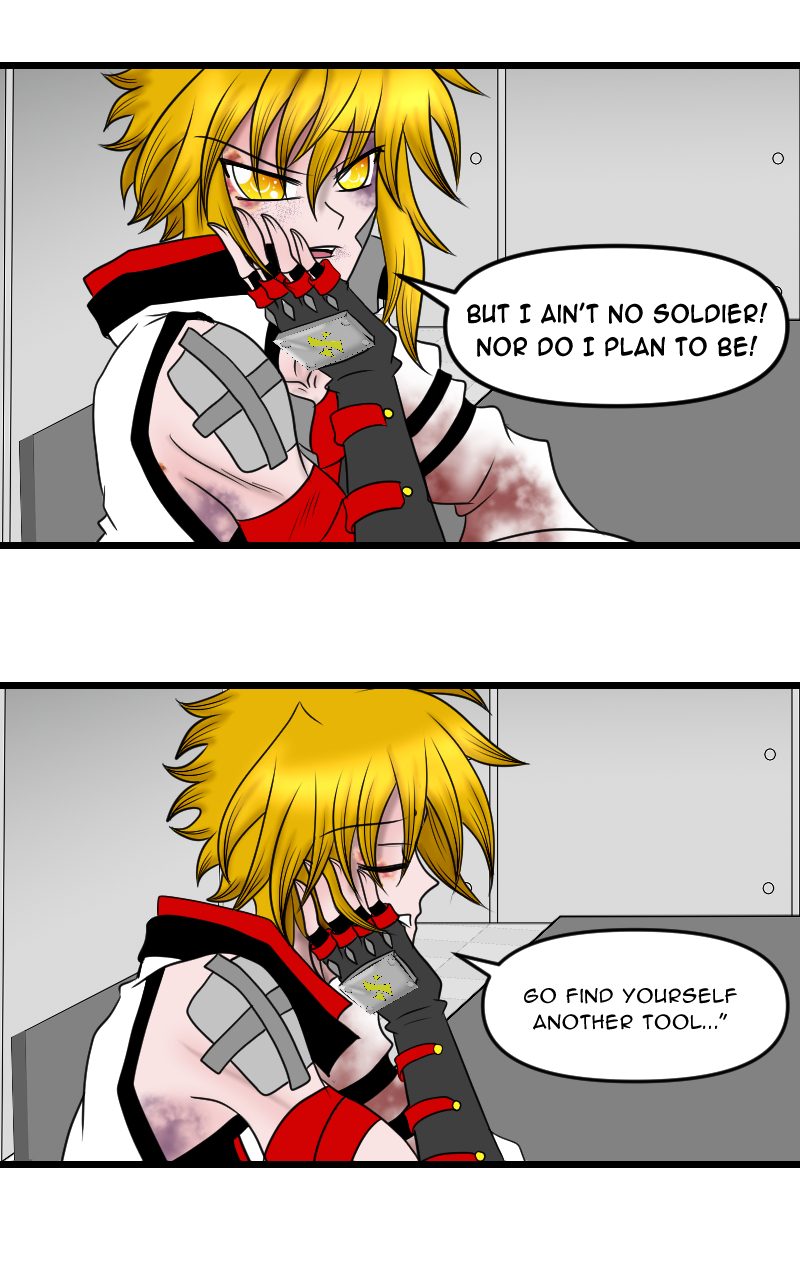 BUT I AIN'T NO SOLDIER!
NOR DO I PLAN TO BE!
GO FIND YOURSELF
ANOTHER TOOL..."